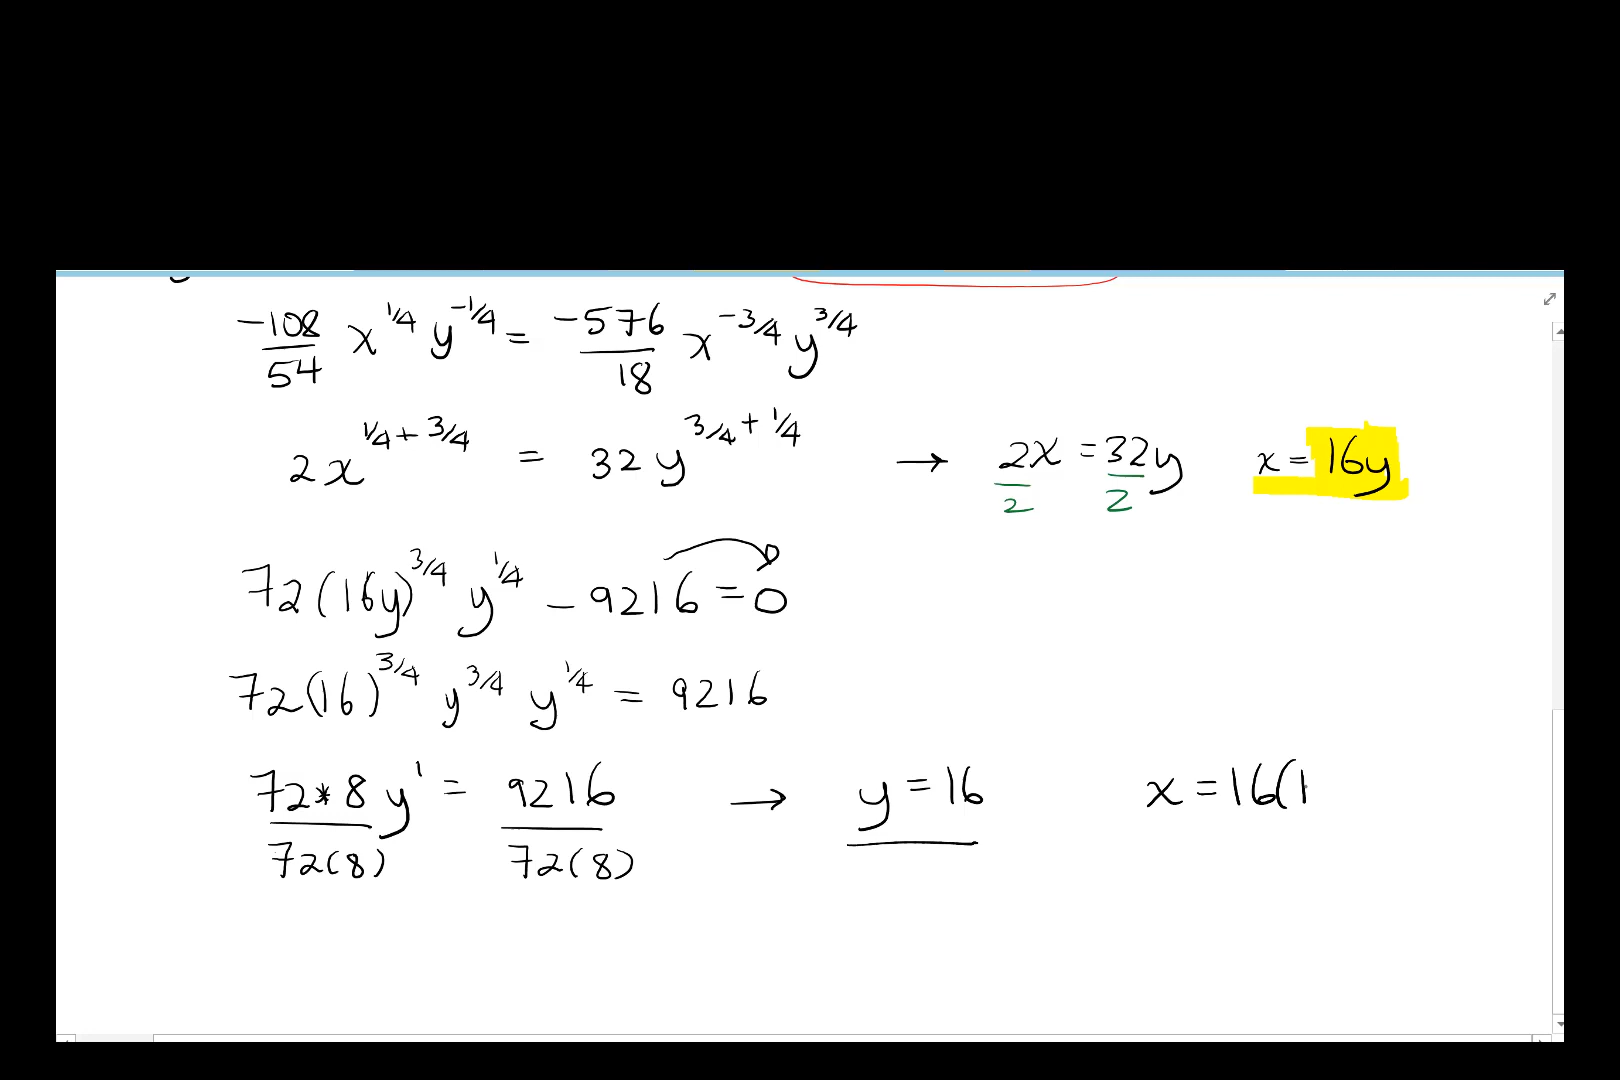 -108/54 x^1/4 y^-1/4 = -576/18 x^-3/4 y^3/4
2x^1/4+3/4 = 32y^3/4+1/4 → 2x/2 = 32/2 y x = 16y
72(16y)^3/4 y^1/4 - 9216 = 0
72(16)^3/4 y^3/4 y^1/4 = 9216
72*8y^1/72(8) = 9216/72(8) → y = 16 x = 16(1